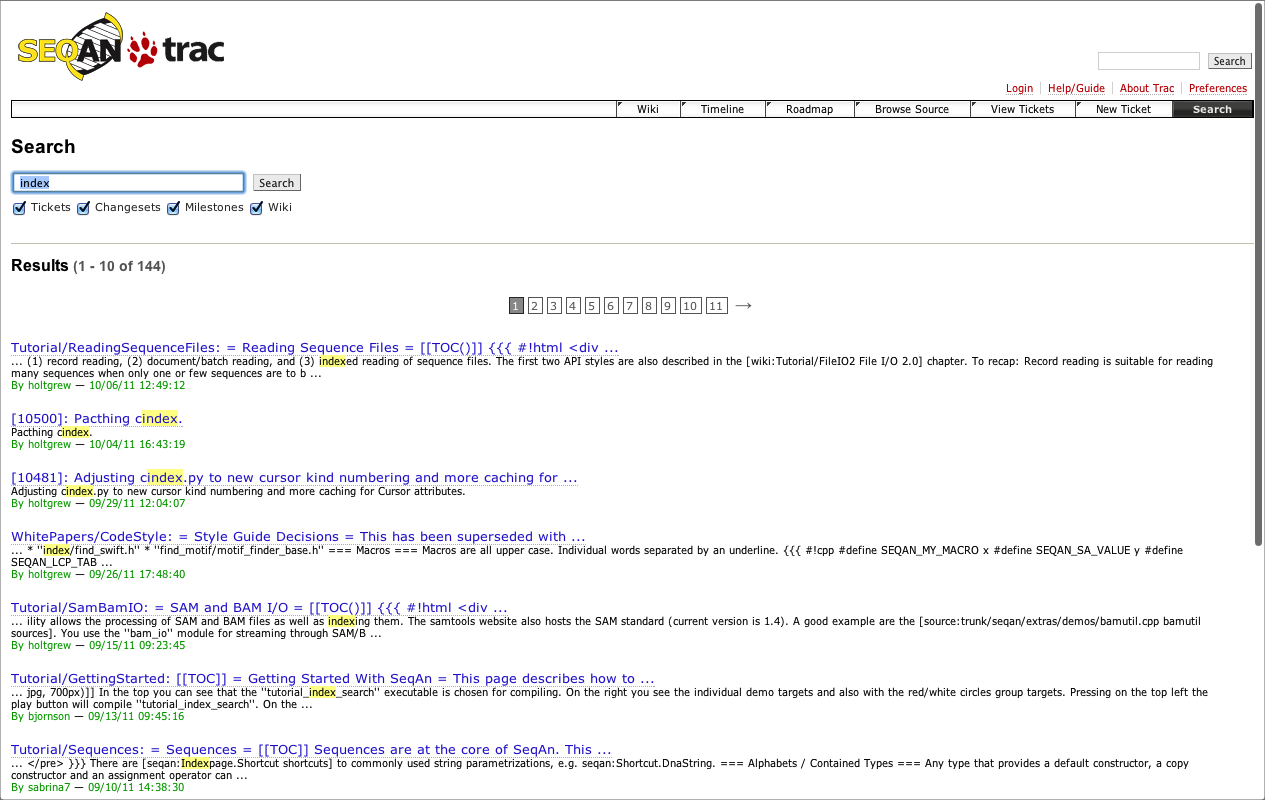 SEQAN trac
Search
Login Help/Guide About Trac Preferences
Wiki Timeline Roadmap Browse Source View Tickets New Ticket Search
Search
index Search
Tickets Changesets Milestones Wiki
Results (1 - 10 of 144)
1 2 3 4 5 6 7 8 9 10 11 →
Tutorial/ReadingSequenceFiles: = Reading Sequence Files = [[TOC()]] {{{ #!html <div ...
... (1) record reading, (2) document/batch reading, and (3) indexed reading of sequence files. The first two API styles are also described in the [wiki:Tutorial/FileIO2 File I/O 2.0] chapter. To recap: Record reading is suitable for reading
many sequences when only one or few sequences are to b ...
By holtgrew — 10/06/11 12:49:12
[10500]: Pacthing cindex.
Pacthing cindex.
By holtgrew — 10/04/11 16:43:19
[10481]: Adjusting cindex.py to new cursor kind numbering and more caching for ...
Adjusting cindex.py to new cursor kind numbering and more caching for Cursor attributes.
By holtgrew — 09/29/11 12:04:07
WhitePapers/CodeStyle: = Style Guide Decisions = This has been superseded with ...
... * ''index/find_swift.h'' * ''find_motif/motif_finder_base.h'' === Macros === Macros are all upper case. Individual words separated by an underline. {{{ #!cpp #define SEQAN_MY_MACRO x #define SEQAN_SA_VALUE y #define
SEQAN_LCP_TAB ...
By holtgrew — 09/26/11 17:48:40
Tutorial/SamBamIO: = SAM and BAM I/O = [[TOC()]] {{{ #!html <div ...
... ility allows the processing of SAM and BAM files as well as indexing them. The samtools website also hosts the SAM standard (current version is 1.4). A good example are the [source:trunk/seqan/extras/demos/bamutil.cpp bamutil
sources]. You use the ''bam_io'' module for streaming through SAM/B ...
By holtgrew — 09/15/11 09:23:45
Tutorial/GettingStarted: [[TOC]] = Getting Started With SeqAn = This page describes how to ...
... jpg, 700px)]] In the top you can see that the ''tutorial_index_search'' executable is chosen for compiling. On the right you see the individual demo targets and also with the red/white circles group targets. Pressing on the top left the
play button will compile ''tutorial_index_search''. On the ...
By bjornson — 09/13/11 09:45:16
Tutorial/Sequences: = Sequences = [[TOC]] Sequences are at the core of SeqAn. This ...
... </pre> }}} There are [seqan:Indexpage.Shortcut shortcuts] to commonly used string parametrizations, e.g. seqan:Shortcut.DnaString. === Alphabets / Contained Types === Any type that provides a default constructor, a copy
constructor and an assignment operator can ...
By sabrina7 — 09/10/11 14:38:30